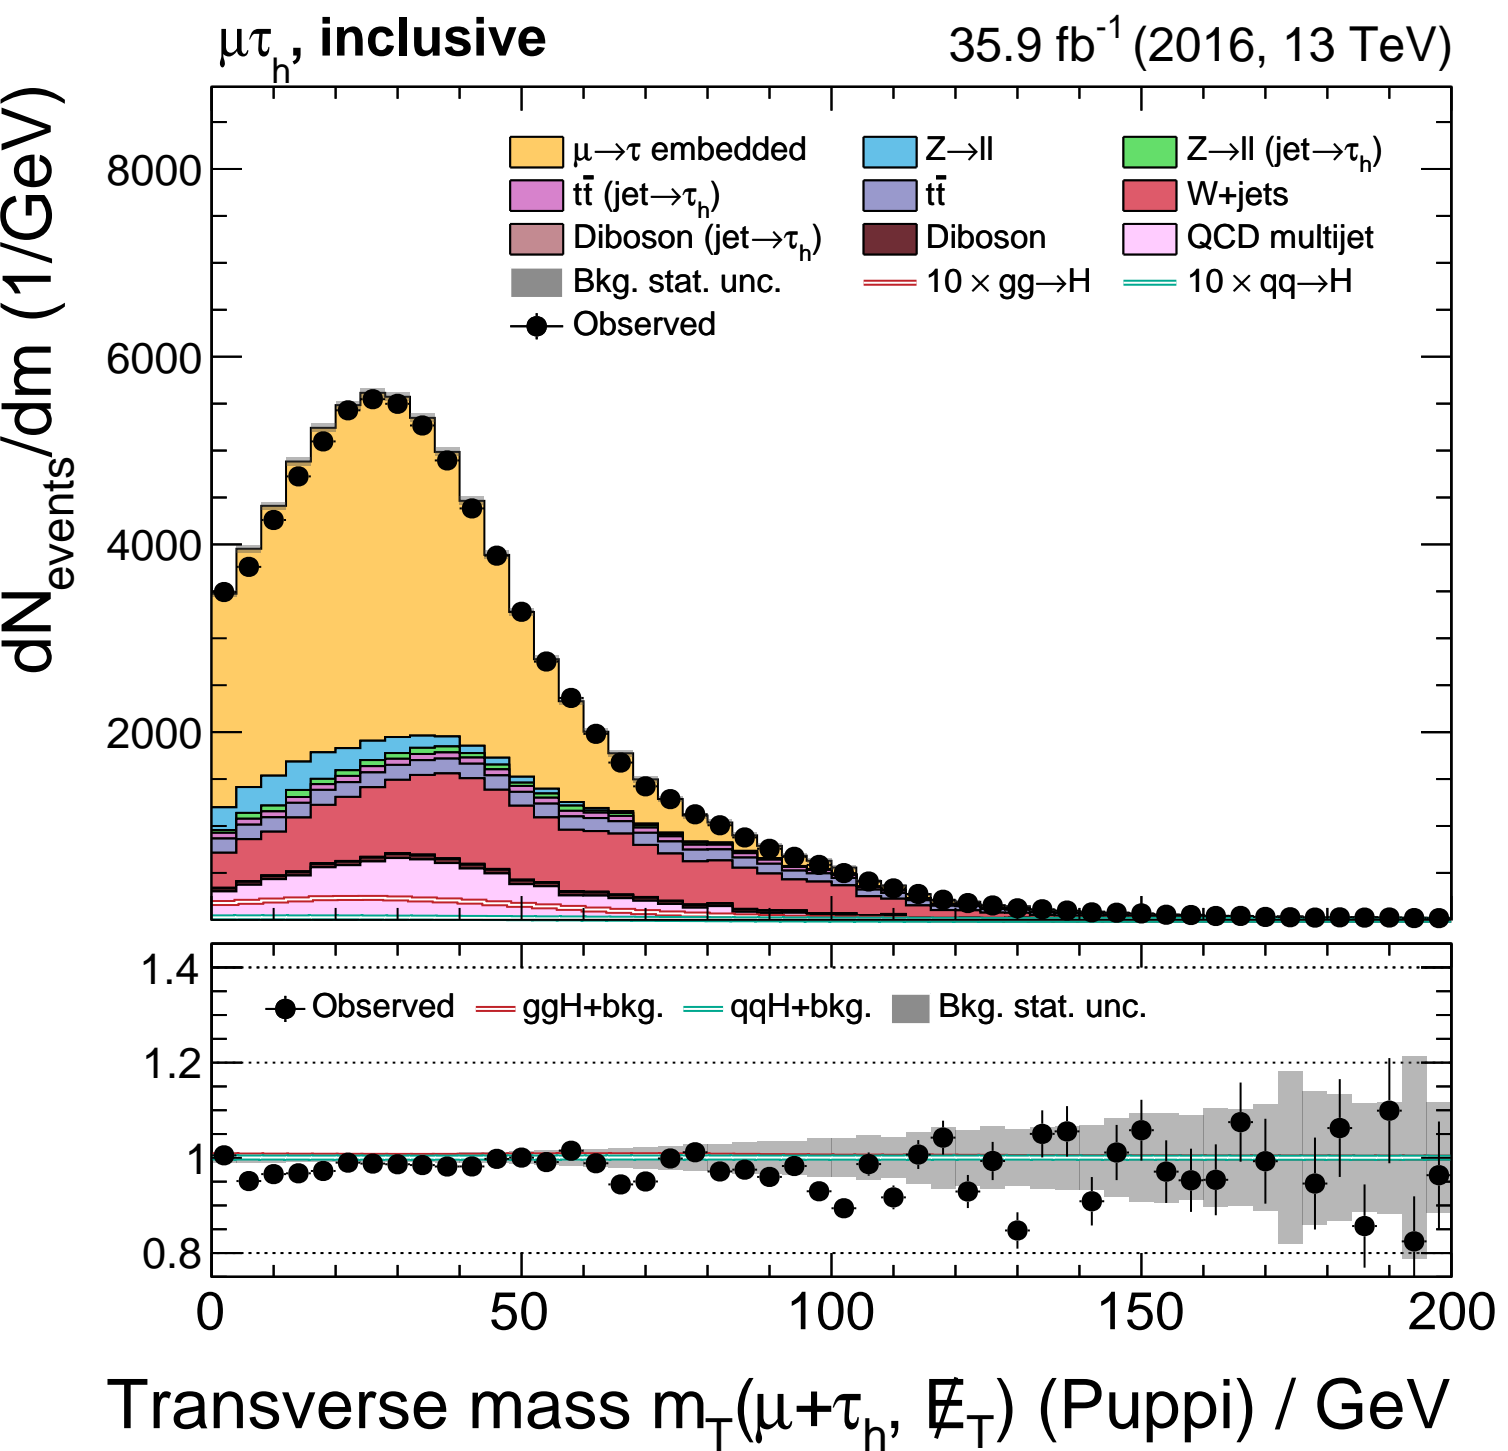 μτh, inclusive 35.9 fb-1 (2016, 13 TeV)
dNevents/dm (1/GeV)
8000
6000
4000
2000
μ→τ embedded Z→ll Z→ll (jet→τh)
tt̄ (jet→τh) tt̄ W+jets
Diboson (jet→τh) Diboson QCD multijet
Bkg. stat. unc. 10 × gg→H 10 × qq→H
Observed
1.4
1.2
1
0.8
Observed ggH+bkg. qqH+bkg. Bkg. stat. unc.
0 50 100 150 200
Transverse mass mT(μ+τh, E̸T) (Puppi) / GeV